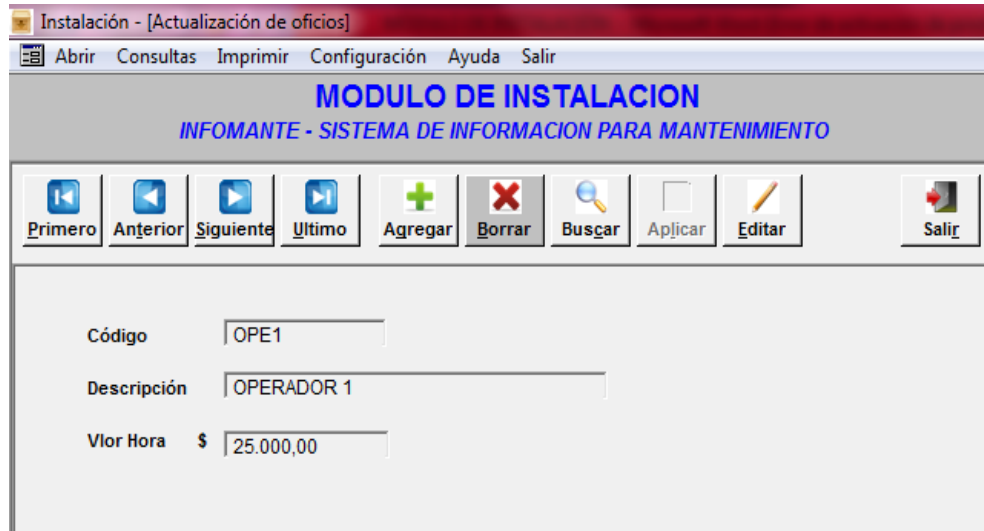 Instalación - [Actualización de oficios]
Abrir Consultas Imprimir Configuración Ayuda Salir
MODULO DE INSTALACION
INFOMANTE - SISTEMA DE INFORMACION PARA MANTENIMIENTO
Primero Anterior Siguiente Ultimo Agregar Borrar Buscar Aplicar Editar Salir
Código OPE1
Descripción OPERADOR 1
Vlor Hora $ 25.000,00